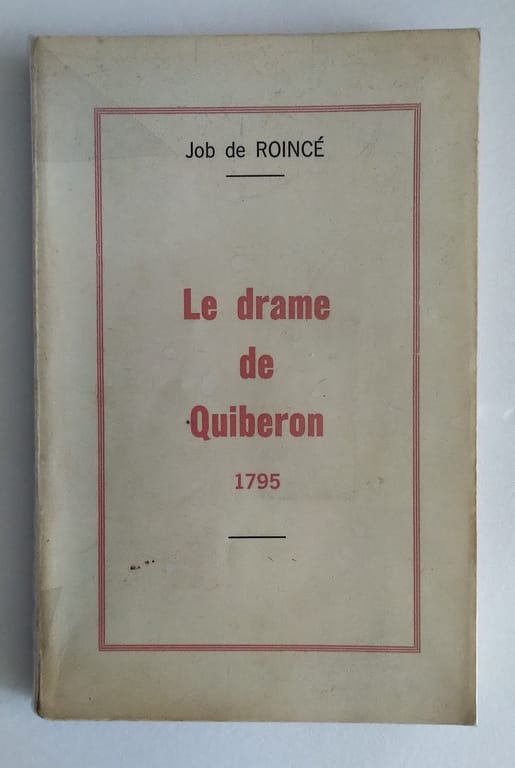 Job de ROINCÉ
Le drame
de
Quiberon
1795